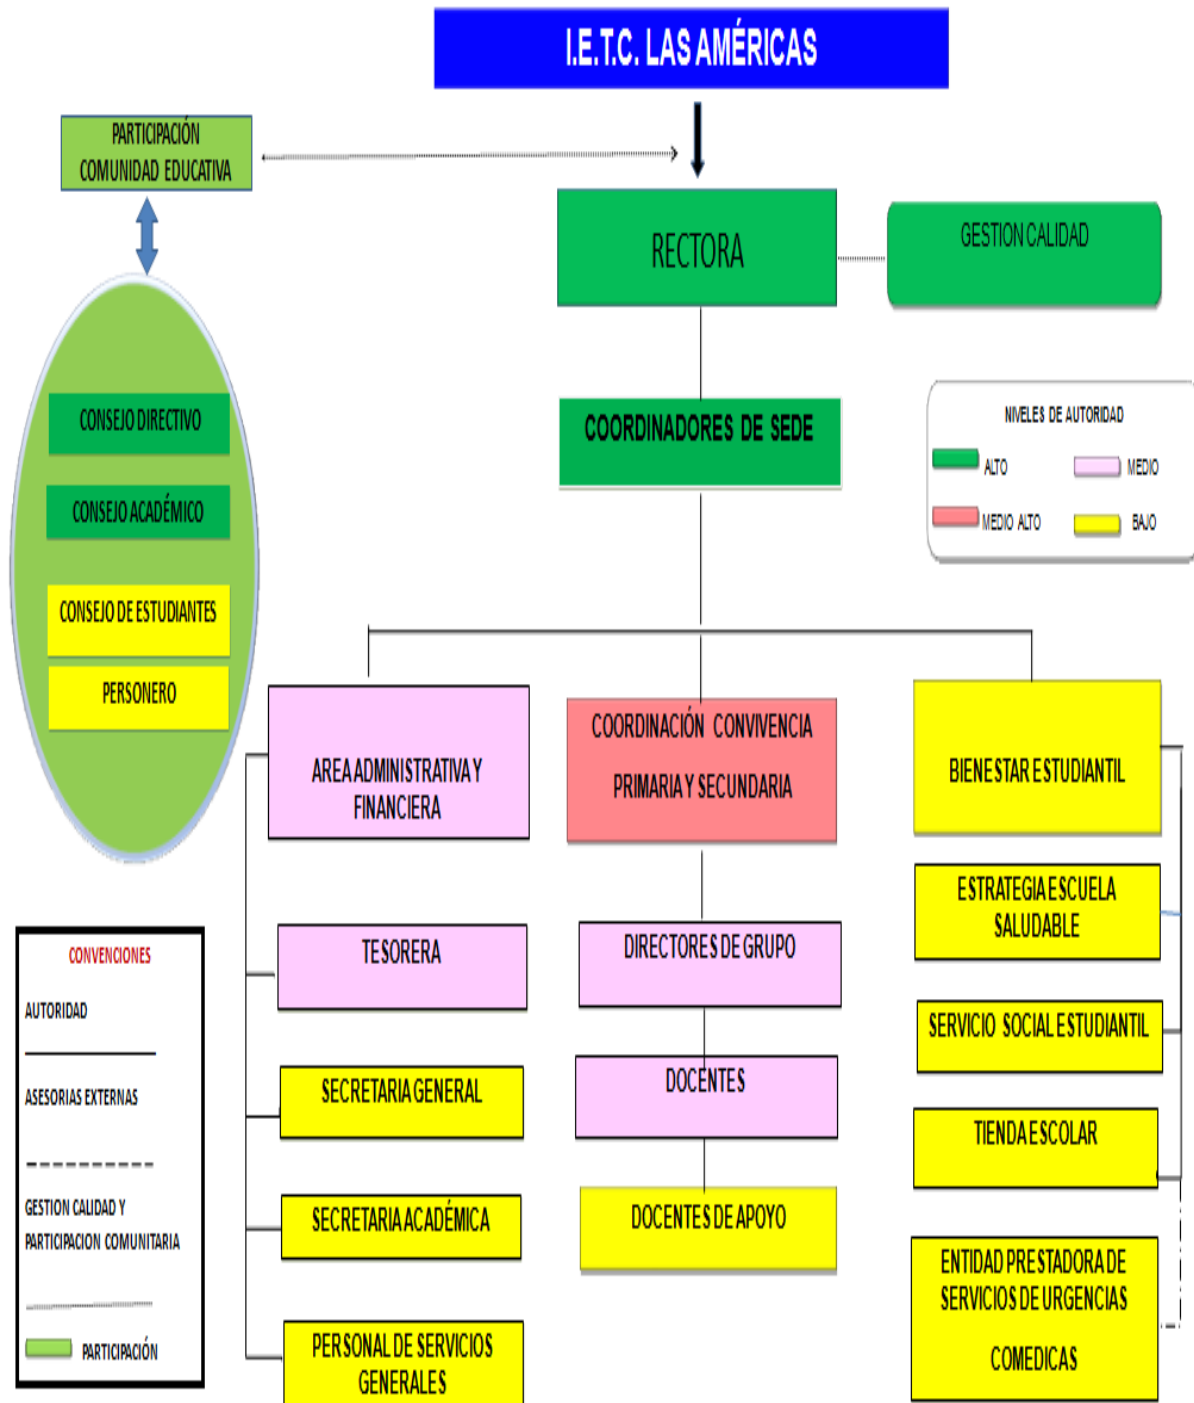 I.E.T.C. LAS AMÉRICAS
PARTICIPACIÓN
COMUNIDAD EDUCATIVA
RECTORA
GESTION CALIDAD
CONSEJO DIRECTIVO
CONSEJO ACADÉMICO
CONSEJO DE ESTUDIANTES
PERSONERO
COORDINADORES DE SEDE
NIVELES DE AUTORIDAD
ALTO
MEDIO
MEDIO ALTO
BAJO
AREA ADMINISTRATIVA Y
FINANCIERA
TESORERA
SECRETARIA GENERAL
SECRETARIA ACADÉMICA
PERSONAL DE SERVICIOS
GENERALES
COORDINACIÓN CONVIVENCIA
PRIMARIA Y SECUNDARIA
DIRECTORES DE GRUPO
DOCENTES
DOCENTES DE APOYO
BIENESTAR ESTUDIANTIL
ESTRATEGIA ESCUELA
SALUDABLE
SERVICIO SOCIAL ESTUDIANTIL
TIENDA ESCOLAR
ENTIDAD PRESTADORA DE
SERVICIOS DE URGENCIAS
COMEDICAS
CONVENCIONES
AUTORIDAD
ASESORIAS EXTERNAS
GESTION CALIDAD Y
PARTICIPACION COMUNITARIA
PARTICIPACIÓN